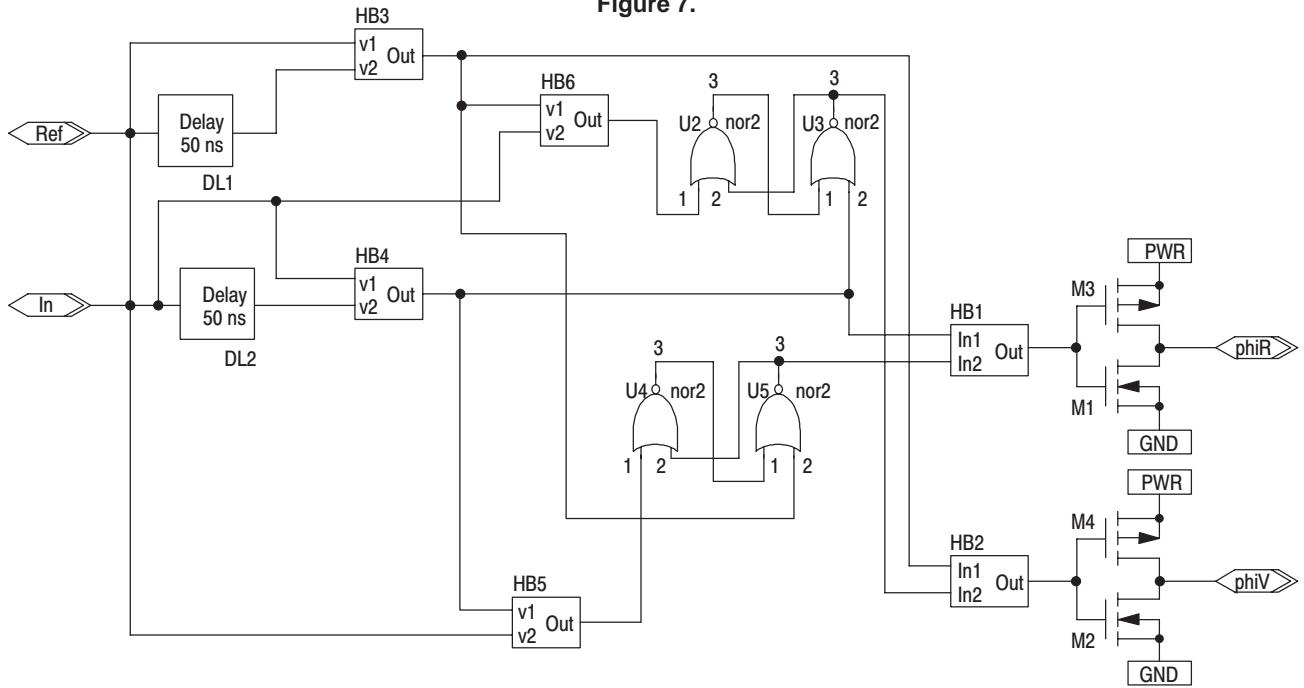 Figure 7.
HB3
v1
v2
Out
HB6
v1
v2
Out
3
U2
nor2
1
2
3
U3
nor2
1
2
Ref
Delay
50 ns
DL1
HB4
v1
v2
Out
In
Delay
50 ns
DL2
PWR
M3
HB1
In1
In2
Out
phiR
M1
GND
3
U4
nor2
1
2
3
U5
nor2
1
2
PWR
M4
HB2
In1
In2
Out
phiV
M2
GND
HB5
v1
v2
Out